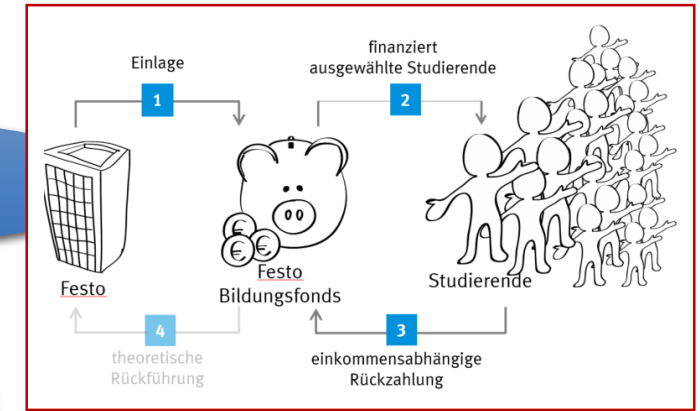 Einlage
1
finanziert
ausgewählte Studierende
2
€
€
€
Festo
Festo
Bildungsfonds
Studierende
4
theoretische
Rückführung
3
einkommensabhängige
Rückzahlung